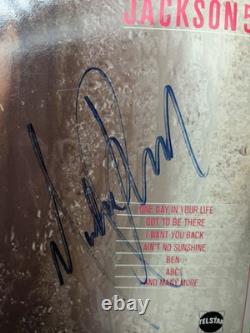 JACKSON 5
ONE DAY IN YOUR LIFE
GOT TO BE THERE
I WANT YOU BACK
AIN'T NO SUNSHINE
BEN
ABC
AND MANY MORE
TELSTAR
© worthpoint